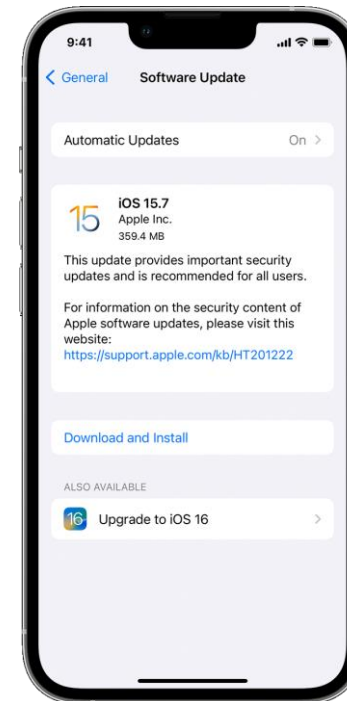 9:41
General
Software Update
Automatic Updates
On
15
iOS 15.7
Apple Inc.
359.4 MB
This update provides important security
updates and is recommended for all users.
For information on the security content of
Apple software updates, please visit this
website:
https://support.apple.com/kb/HT201222
Download and Install
ALSO AVAILABLE
16
Upgrade to iOS 16